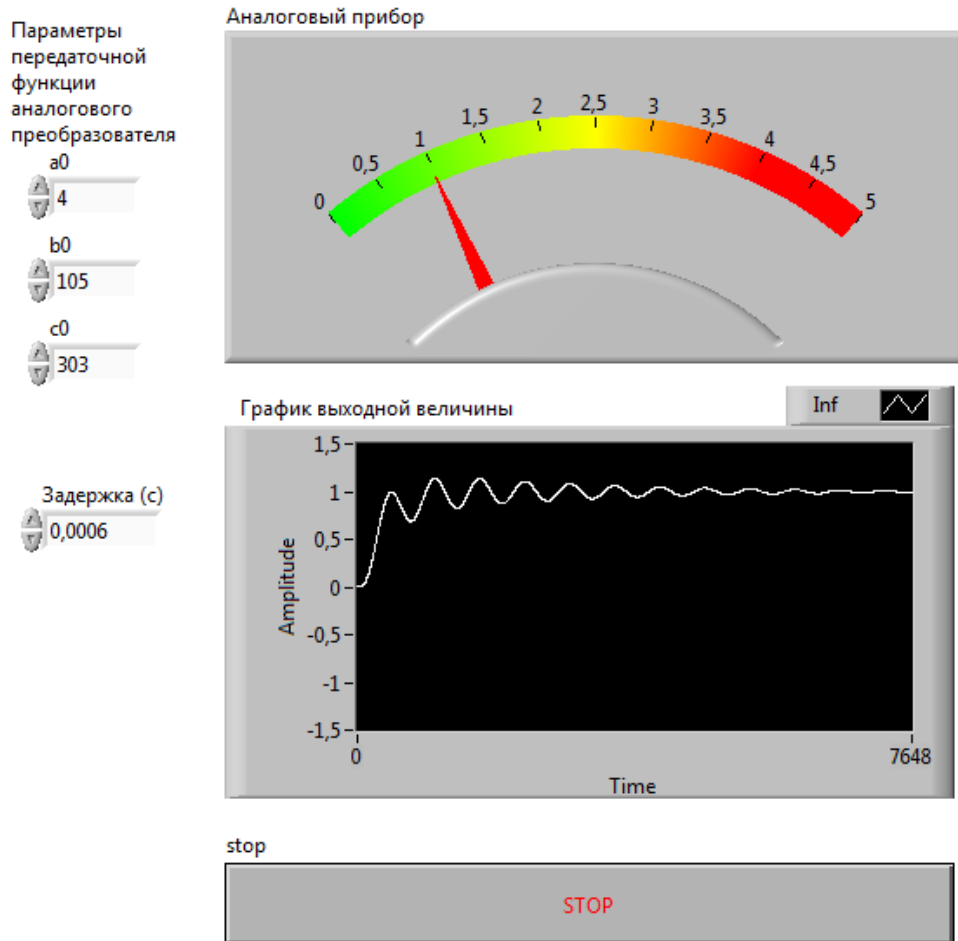 Параметры
передаточной
функции
аналогового
преобразователя
a0
4
b0
105
c0
303
Задержка (с)
0,0006
Аналоговый прибор
0
0,5
1
1,5
2
2,5
3
3,5
4
4,5
5
График выходной величины
Inf
1,5
1
0,5
0
-0,5
-1
-1,5
Amplitude
0
7648
Time
stop
STOP